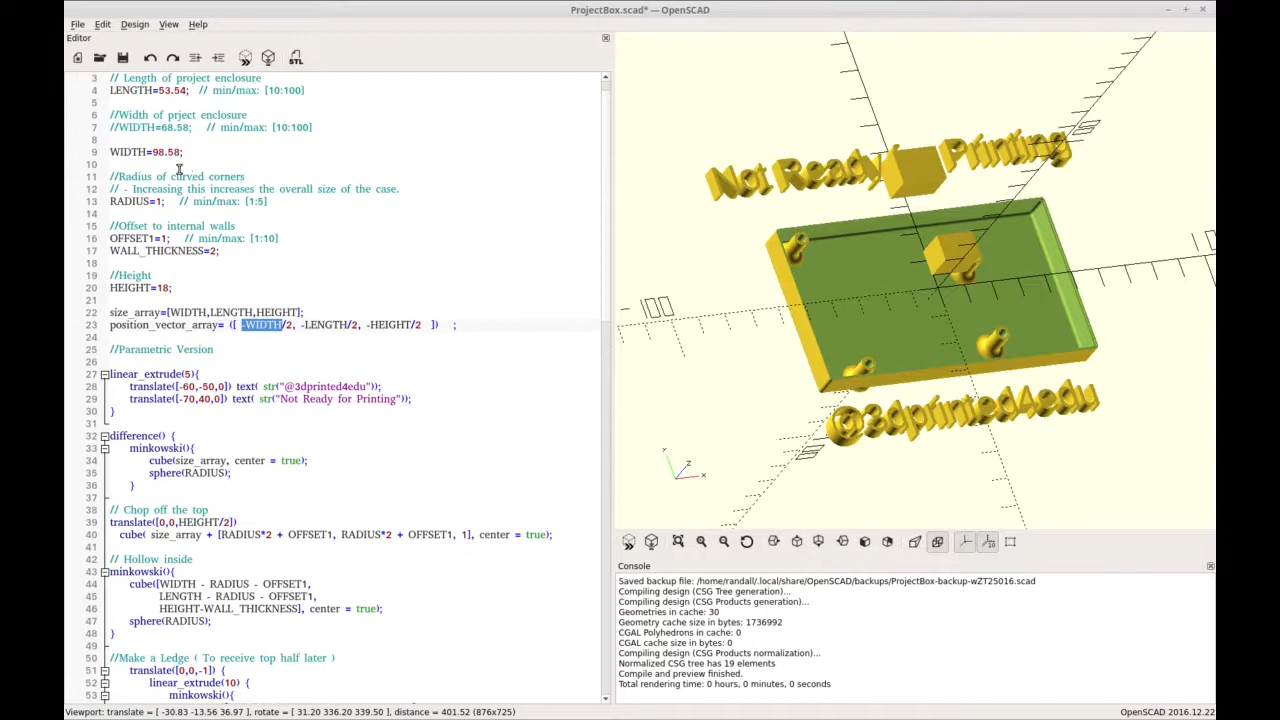 ProjectBox.scad* — OpenSCAD
File Edit Design View Help
Editor
STL
3 // Length of project enclosure
4 LENGTH=53.54; // min/max: [10:100]
5
6 //Width of prject enclosure
7 //WIDTH=68.58; // min/max: [10:100]
8
9 WIDTH=98.58;
10
11 //Radius of curved corners
12 // - Increasing this increases the overall size of the case.
13 RADIUS=1; // min/max: [1:5]
14
15 //Offset to internal walls
16 OFFSET1=1; // min/max: [1:10]
17 WALL_THICKNESS=2;
18
19 //Height
20 HEIGHT=18;
21
22 size_array=[WIDTH,LENGTH,HEIGHT];
23 position_vector_array= ([ -WIDTH/2, -LENGTH/2, -HEIGHT/2 ]) ;
24
25 //Parametric Version
26
27 linear_extrude(5){
28 translate([-60,-50,0]) text( str("@3dprinted4edu"));
29 translate([-70,40,0]) text( str("Not Ready for Printing"));
30 }
31
32 difference() {
33 minkowski(){
34 cube(size_array, center = true);
35 sphere(RADIUS);
36 }
37
38 // Chop off the top
39 translate([0,0,HEIGHT/2])
40 cube( size_array + [RADIUS*2 + OFFSET1, RADIUS*2 + OFFSET1, 1], center = true);
41
42 // Hollow inside
43 minkowski(){
44 cube([WIDTH - RADIUS - OFFSET1,
45 LENGTH - RADIUS - OFFSET1,
46 HEIGHT-WALL_THICKNESS], center = true);
47 sphere(RADIUS);
48 }
49
50 //Make a Ledge ( To receive top half later )
51 translate([0,0,-1]) {
52 linear_extrude(10) {
53 minkowski(){
Not Ready Printing
100
10
@3dprinted4edu
Y
Z
X
10
Console
Saved backup file: /home/randall/.local/share/OpenSCAD/backups/ProjectBox-backup-wZT25016.scad
Compiling design (CSG Tree generation)...
Compiling design (CSG Products generation)...
Geometries in cache: 30
Geometry cache size in bytes: 1736992
CGAL Polyhedrons in cache: 0
CGAL cache size in bytes: 0
Compiling design (CSG Products normalization)...
Normalized CSG tree has 19 elements
Compile and preview finished.
Total rendering time: 0 hours, 0 minutes, 0 seconds
Viewport: translate = [ -30.83 -13.56 36.97 ], rotate = [ 31.20 336.20 339.50 ], distance = 401.52 (876x725)
OpenSCAD 2016.12.22